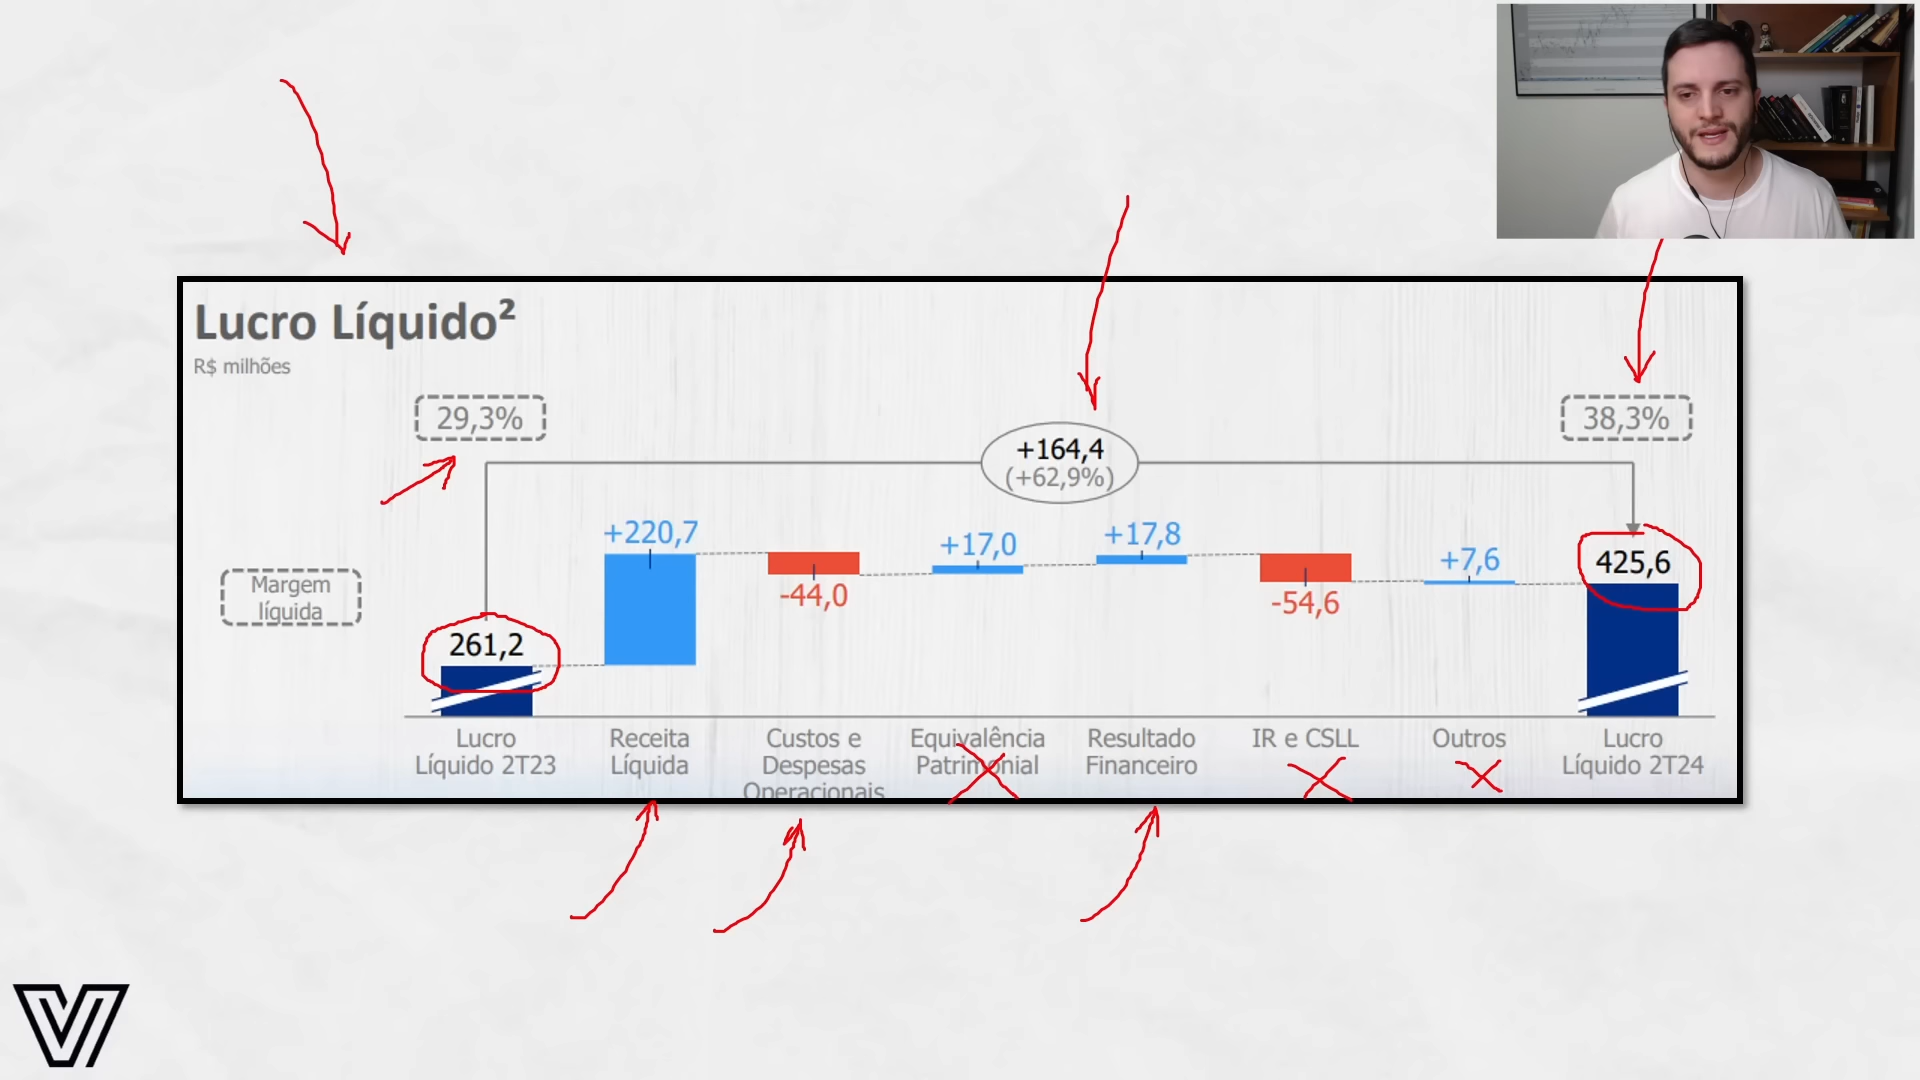 Lucro Líquido²
R$ milhões
29,3%
38,3%
+164,4
(+62,9%)
+220,7
-44,0
+17,0
+17,8
-54,6
+7,6
425,6
Margem
líquida
261,2
Lucro
Líquido 2T23
Receita
Líquida
Custos e
Despesas
Operacionais
Equivalência
Patrimonial
Resultado
Financeiro
IR e CSLL
Outros
Lucro
Líquido 2T24